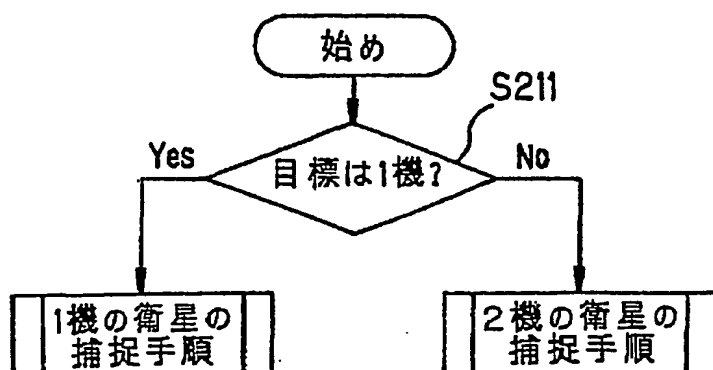 始め
S211
Yes
目標は1機?
No
1機の衛星の
捕捉手順
2機の衛星の
捕捉手順